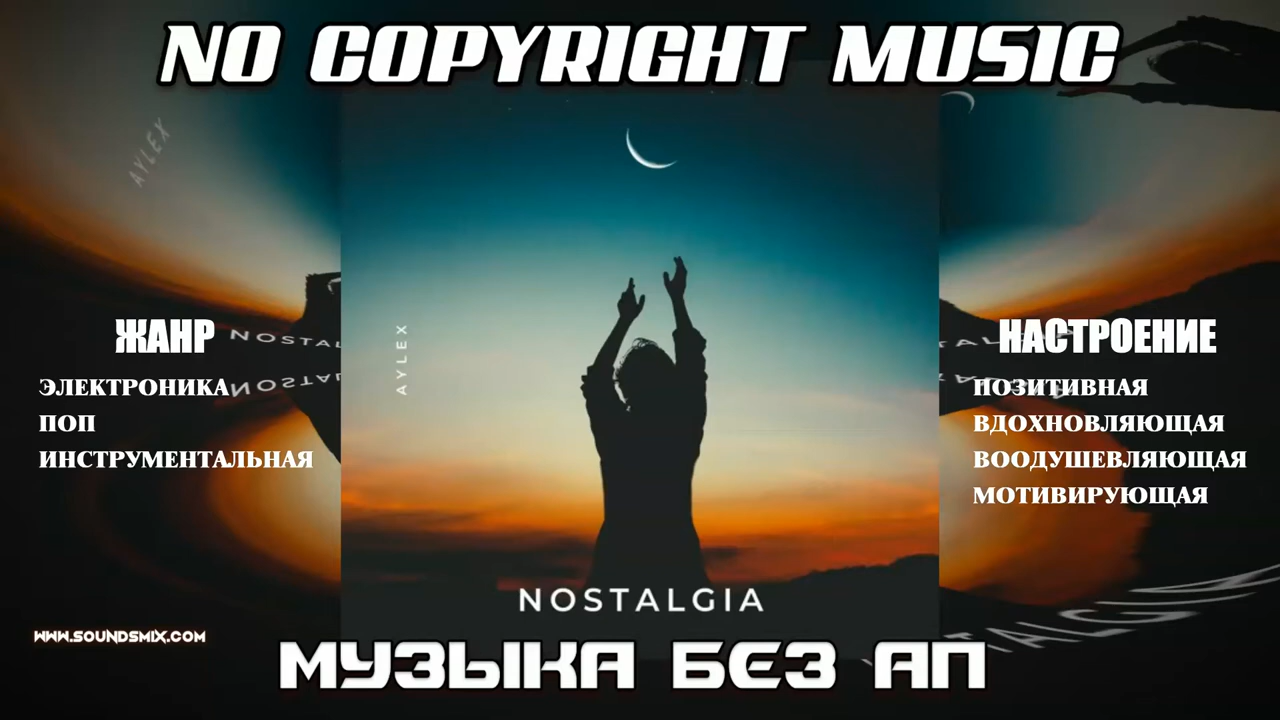 NO COPYRIGHT MUSIC
AYLEX
AYLEX
ЖАНР
ЭЛЕКТРОНИКА
ПОП
ИНСТРУМЕНТАЛЬНАЯ
НАСТРОЕНИЕ
ПОЗИТИВНАЯ
ВДОХНОВЛЯЮЩАЯ
ВООДУШЕВЛЯЮЩАЯ
МОТИВИРУЮЩАЯ
NOSTALGIA
WWW.SOUNDSMIX.COM
МУЗЫКА БЕЗ АП